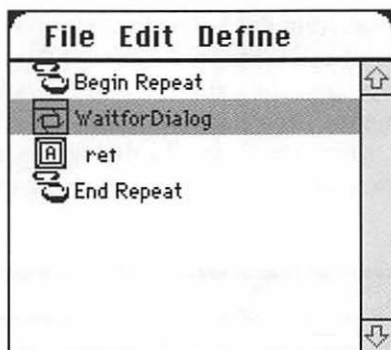 File Edit Define
Begin Repeat
WaitforDialog
A ret
End Repeat